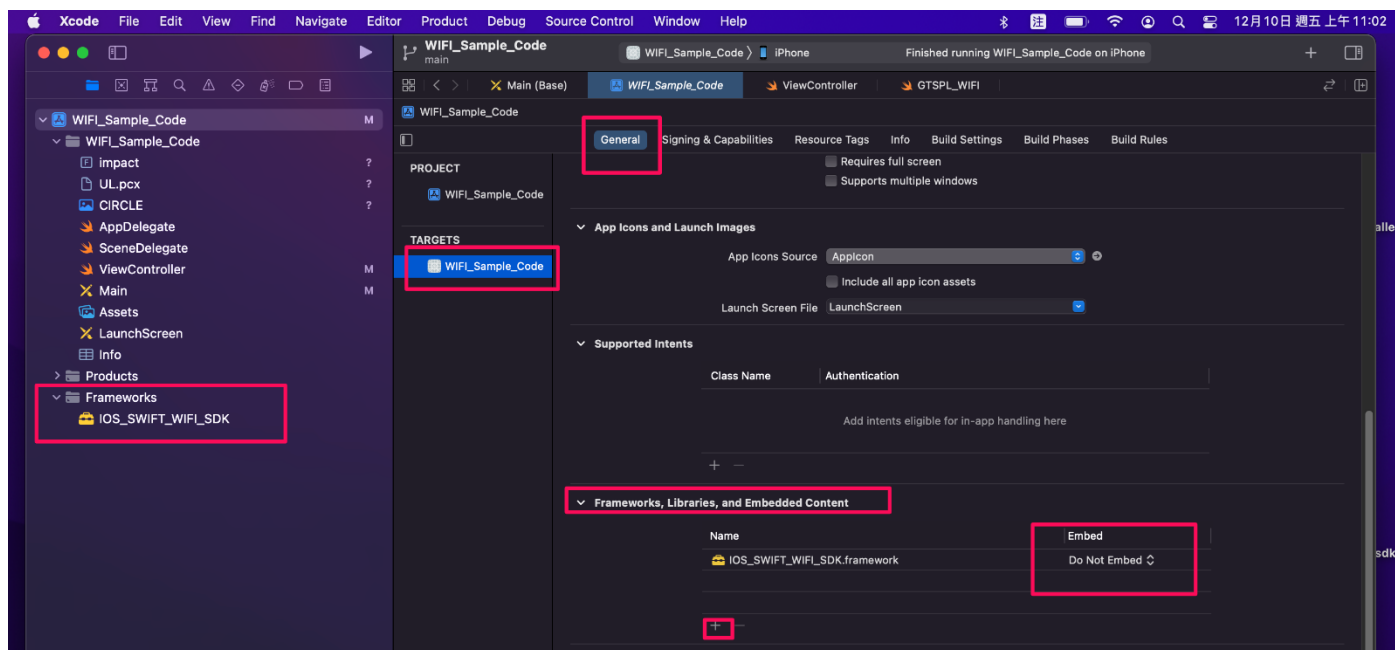 Xcode File Edit View Find Navigate Editor Product Debug Source Control Window Help 注 12月10日 週五 上午11:02
WIFI_Sample_Code
main
WIFI_Sample_Code 〉 iPhone
Finished running WIFI_Sample_Code on iPhone
Main (Base) WIFI_Sample_Code ViewController GTSPL_WIFI
WIFI_Sample_Code M
WIFI_Sample_Code
impact ?
UL.pcx ?
CIRCLE ?
AppDelegate
SceneDelegate
ViewController M
Main M
Assets
LaunchScreen
Info
Products
Frameworks
IOS_SWIFT_WIFI_SDK
WIFI_Sample_Code
General Signing & Capabilities Resource Tags Info Build Settings Build Phases Build Rules
PROJECT
WIFI_Sample_Code
TARGETS
WIFI_Sample_Code
Requires full screen
Supports multiple windows
App Icons and Launch Images
App Icons Source AppIcon
Include all app icon assets
Launch Screen File LaunchScreen
Supported Intents
Class Name Authentication
Add intents eligible for in-app handling here
+ −
Frameworks, Libraries, and Embedded Content
Name Embed
IOS_SWIFT_WIFI_SDK.framework Do Not Embed
+ −
alle
sdk